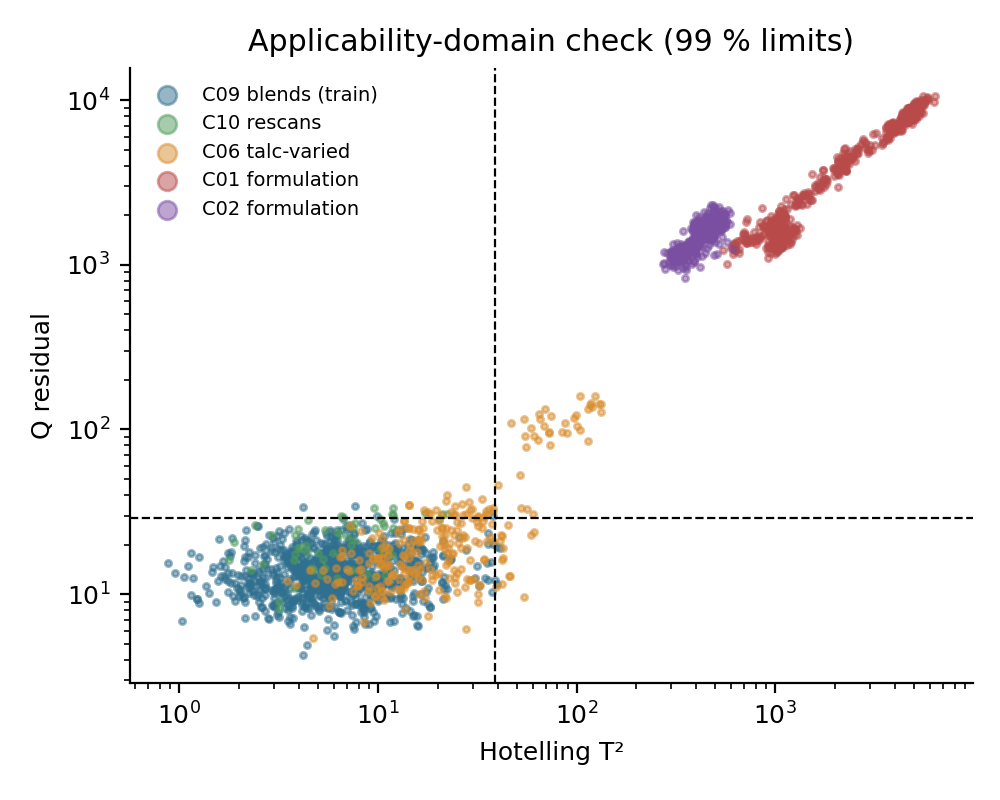 Applicability-domain check (99 % limits)
C09 blends (train)
C10 rescans
C06 talc-varied
C01 formulation
C02 formulation
Q residual
10⁴
10³
10²
10¹
10⁰ 10¹ 10² 10³
Hotelling T²